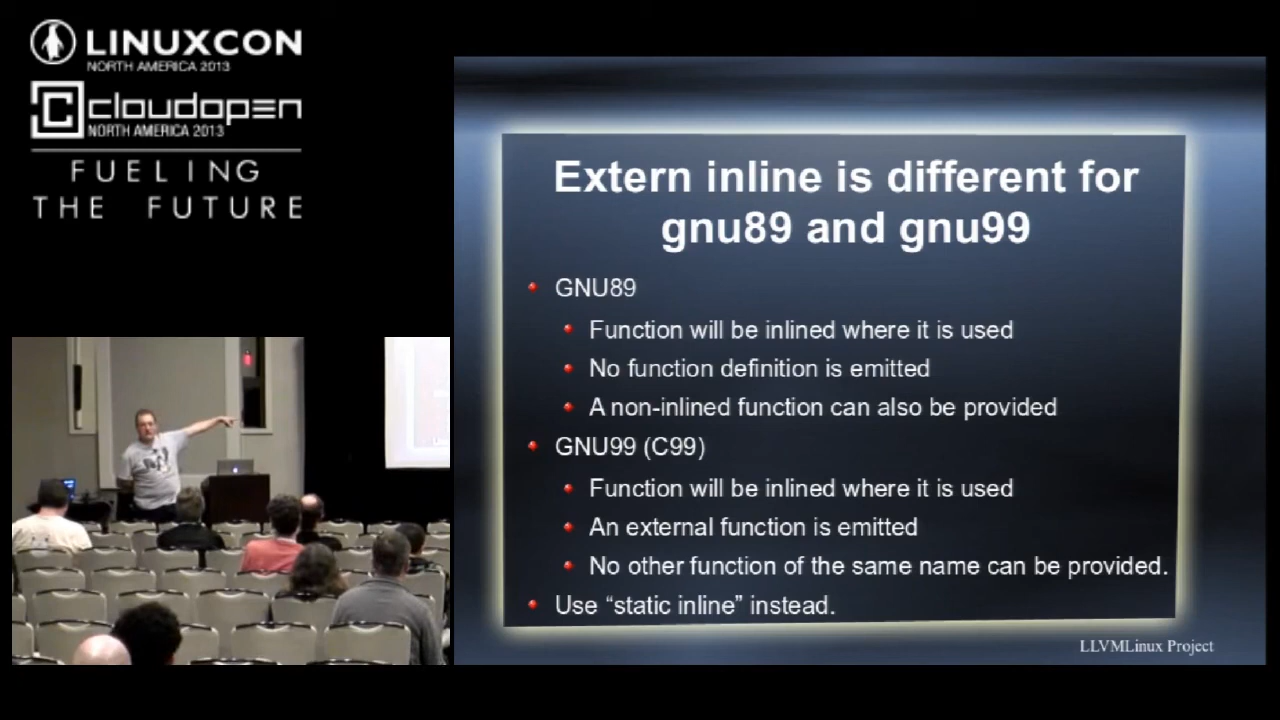 LINUXCON
NORTH AMERICA 2013
cloudopen
NORTH AMERICA 2013
FUELING
THE FUTURE
Extern inline is different for
gnu89 and gnu99
GNU89
Function will be inlined where it is used
No function definition is emitted
A non-inlined function can also be provided
GNU99 (C99)
Function will be inlined where it is used
An external function is emitted
No other function of the same name can be provided.
Use “static inline” instead.
LLVMLinux Project